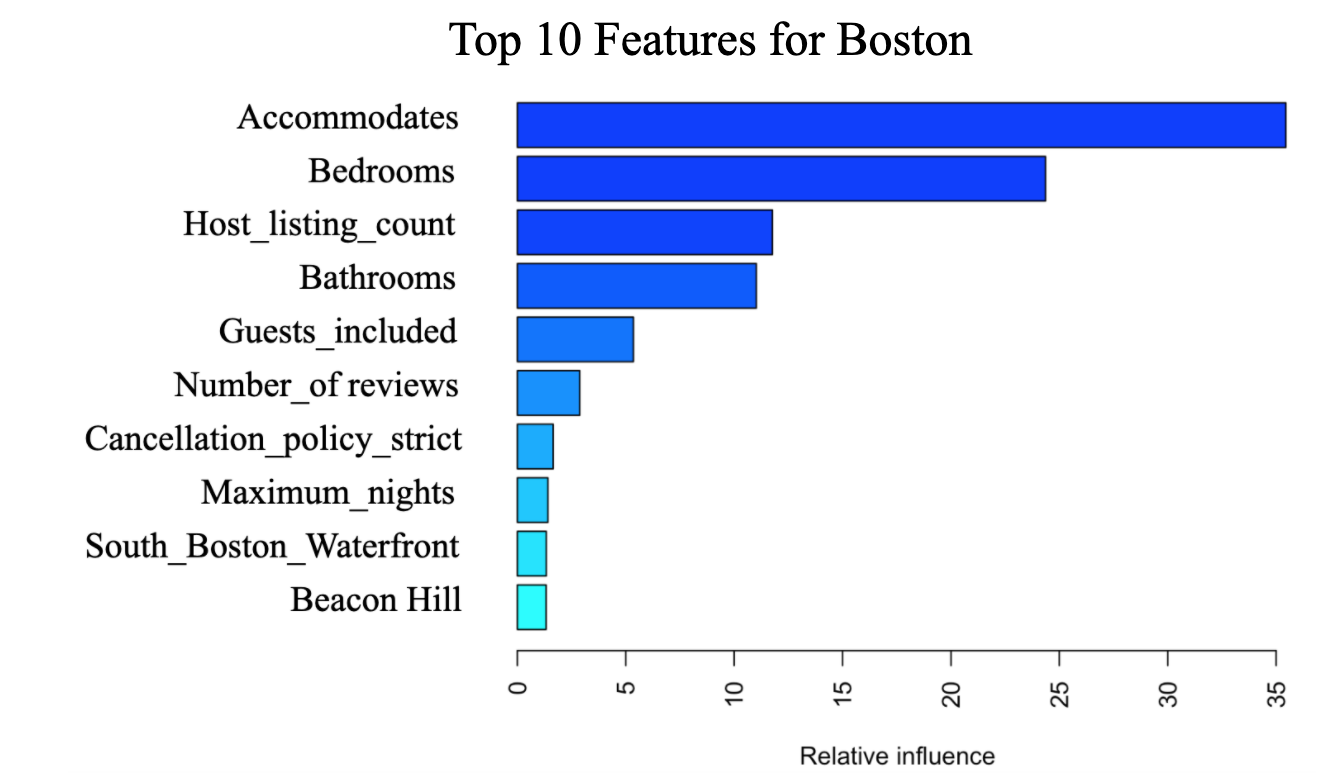 Top 10 Features for Boston
Accommodates
Bedrooms
Host_listing_count
Bathrooms
Guests_included
Number_of reviews
Cancellation_policy_strict
Maximum_nights
South_Boston_Waterfront
Beacon Hill
0 5 10 15 20 25 30 35
Relative influence